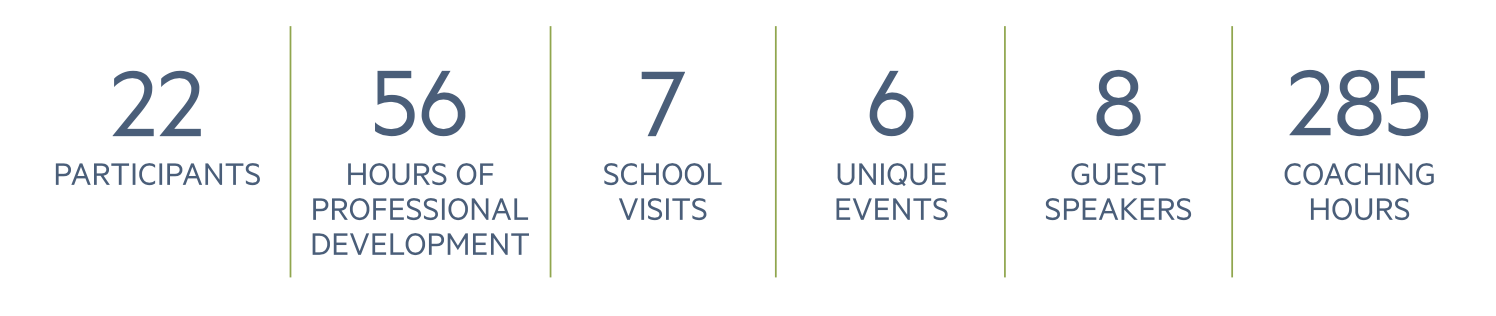 22
PARTICIPANTS
56
HOURS OF
PROFESSIONAL
DEVELOPMENT
7
SCHOOL
VISITS
6
UNIQUE
EVENTS
8
GUEST
SPEAKERS
285
COACHING
HOURS